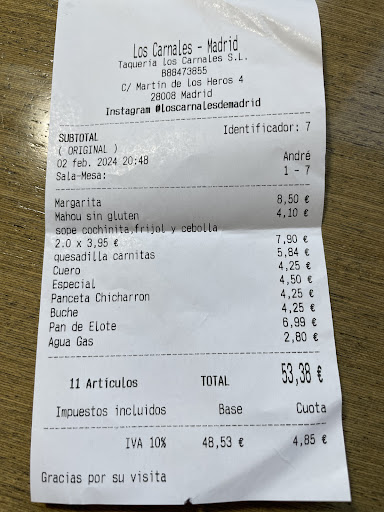 Los Carnales - Madrid
Taqueria los Carnales S.L.
B88473855
C/ Martin de los Heros 4
28008 Madrid
Instagram @loscarnalesdemadrid
SUBTOTAL Identificador: 7
( ORIGINAL )
02 feb. 2024 20:48 André
Sala-Mesa: 1 - 7
Margarita 8,50 €
Mahou sin gluten 4,10 €
sope cochinita,frijol y cebolla
2.0 x 3,95 € 7,90 €
quesadilla carnitas 5,84 €
Cuero 4,25 €
Especial 4,50 €
Panceta Chicharron 4,25 €
Buche 4,25 €
Pan de Elote 6,99 €
Agua Gas 2,80 €
11 Artículos TOTAL 53,38 €
Impuestos incluidos Base Cuota
IVA 10% 48,53 € 4,85 €
Gracias por su visita